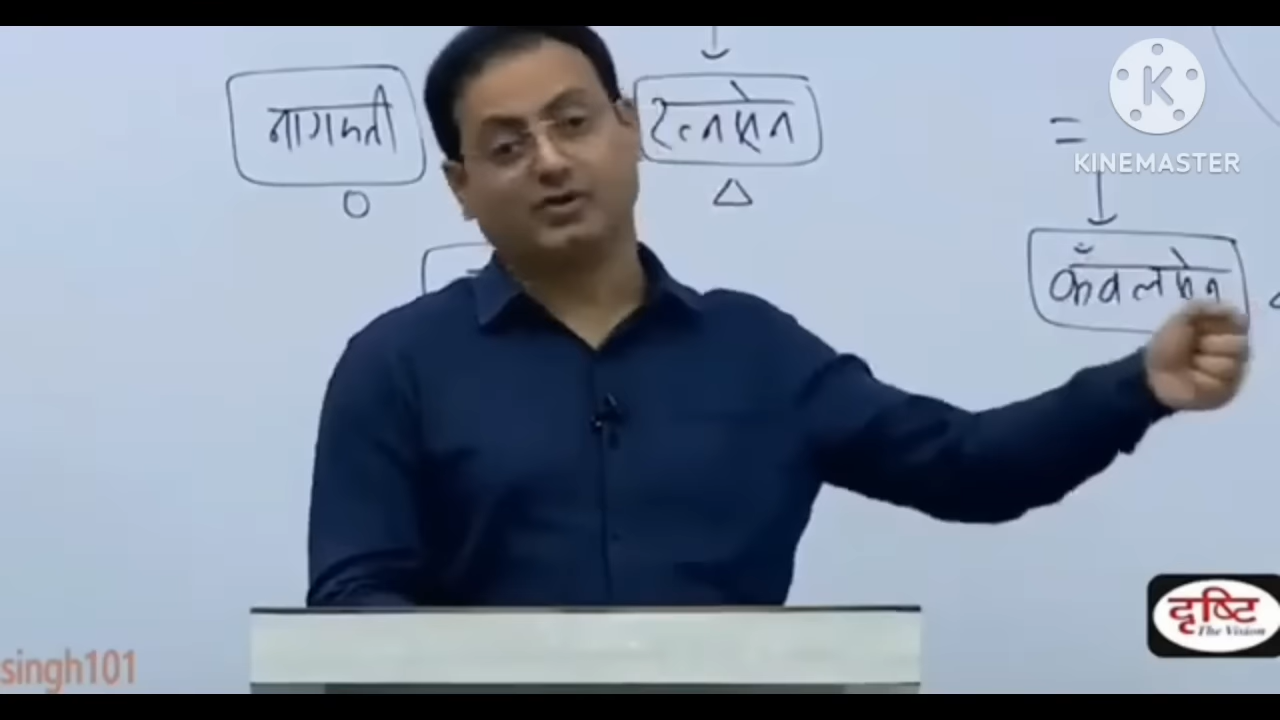 नागमती
रत्नसेन
=
KINEMASTER
कँवलसेन
दृष्टि
The Vision
singh101